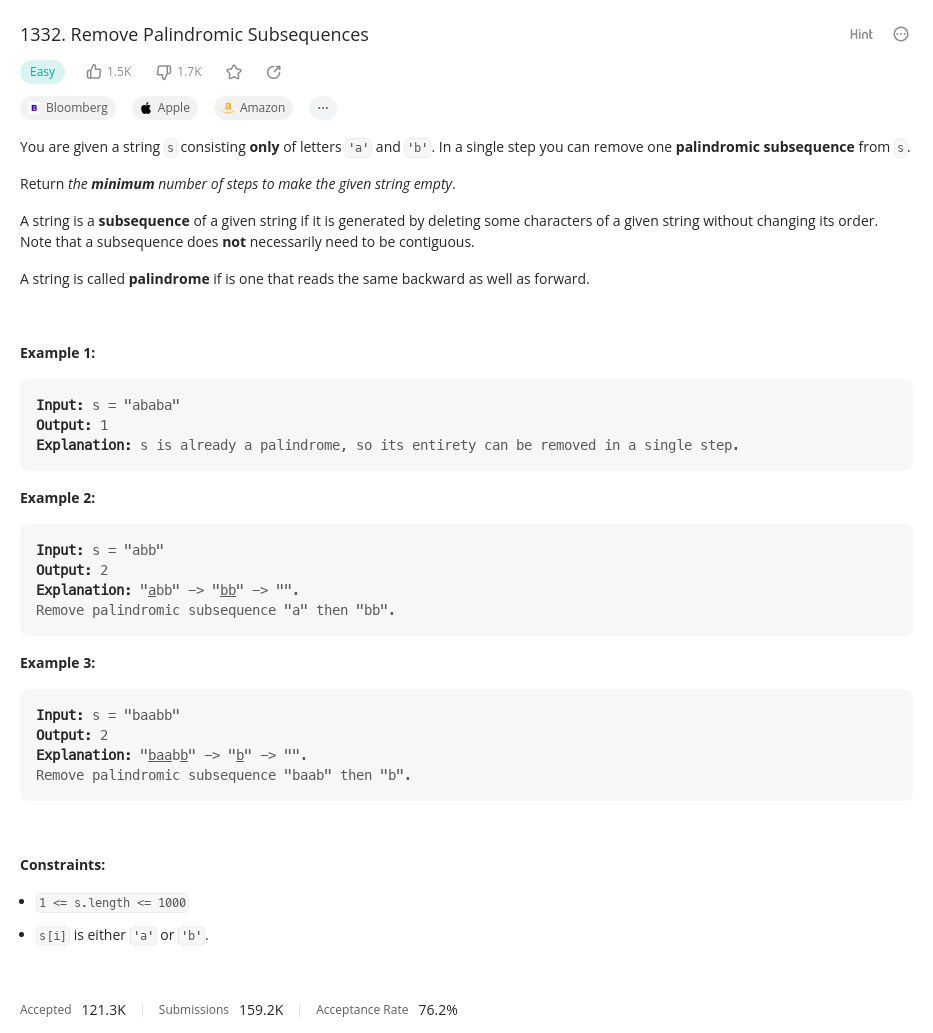 1332. Remove Palindromic Subsequences
Hint
Easy 1.5K 1.7K
B Bloomberg Apple a Amazon ...
You are given a string s consisting only of letters 'a' and 'b'. In a single step you can remove one palindromic subsequence from s.
Return the minimum number of steps to make the given string empty.
A string is a subsequence of a given string if it is generated by deleting some characters of a given string without changing its order.
Note that a subsequence does not necessarily need to be contiguous.
A string is called palindrome if is one that reads the same backward as well as forward.
Example 1:
Input: s = "ababa"
Output: 1
Explanation: s is already a palindrome, so its entirety can be removed in a single step.
Example 2:
Input: s = "abb"
Output: 2
Explanation: "abb" -> "bb" -> "".
Remove palindromic subsequence "a" then "bb".
Example 3:
Input: s = "baabb"
Output: 2
Explanation: "baabb" -> "b" -> "".
Remove palindromic subsequence "baab" then "b".
Constraints:
1 <= s.length <= 1000
s[i] is either 'a' or 'b'.
Accepted 121.3K Submissions 159.2K Acceptance Rate 76.2%